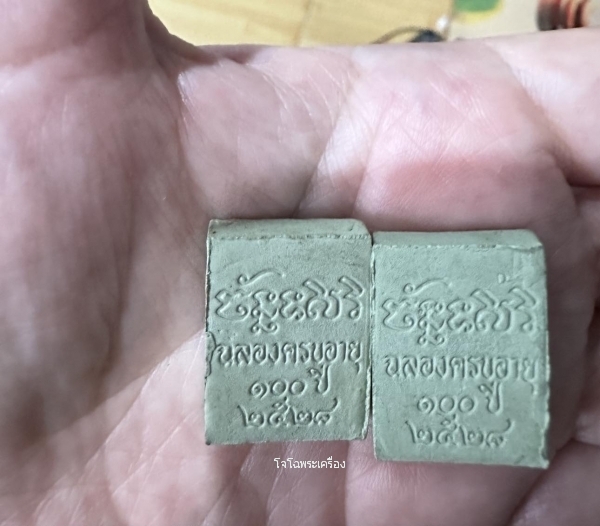 ฉลองครบอายุ
๑๐๐ ปี
๒๕๒๘
ฉลองครบอายุ
๑๐๐ ปี
๒๕๒๘
โจโฉพระเครื่อง